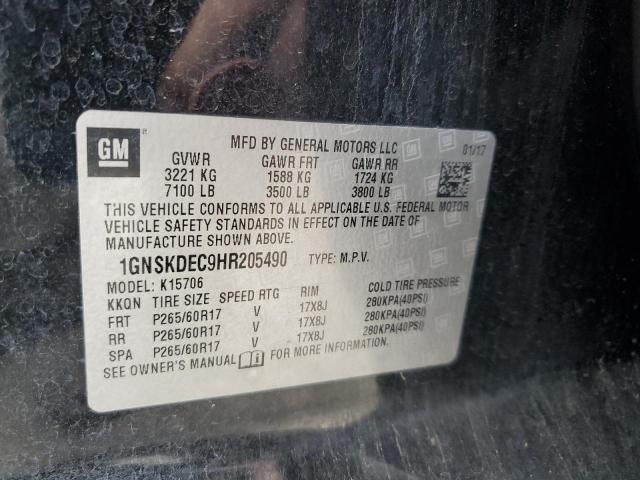 GM
MFD BY GENERAL MOTORS LLC 01/17
GVWR GAWR FRT GAWR RR
3221 KG 1588 KG 1724 KG
7100 LB 3500 LB 3800 LB
THIS VEHICLE CONFORMS TO ALL APPLICABLE U.S. FEDERAL MOTOR
VEHICLE SAFETY STANDARDS IN EFFECT ON THE DATE OF
MANUFACTURE SHOWN ABOVE.
1GNSKDEC9HR205490 TYPE: M.P.V.
MODEL: K15706
KKQN TIRE SIZE SPEED RTG RIM COLD TIRE PRESSURE
FRT P265/60R17 V 17X8J 280KPA(40PSI)
RR P265/60R17 V 17X8J 280KPA(40PSI)
SPA P265/60R17 V 17X8J 280KPA(40PSI)
SEE OWNER'S MANUAL FOR MORE INFORMATION.